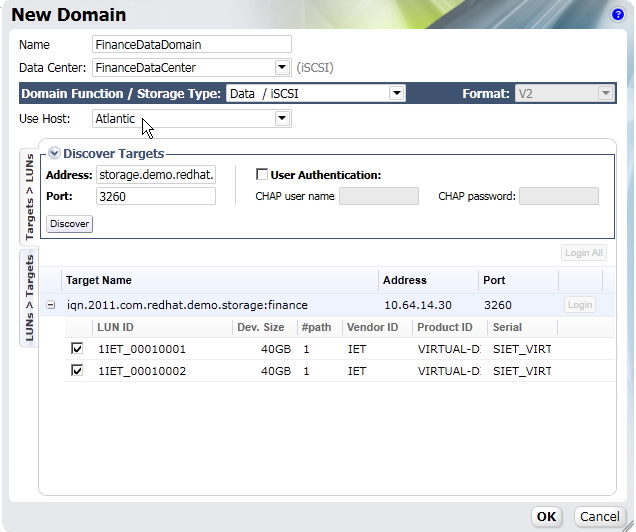 New Domain
Name FinanceDataDomain
Data Center: FinanceDataCenter (iSCSI)
Domain Function / Storage Type: Data / iSCSI Format: V2
Use Host: Atlantic
Targets > LUNs
LUNs > Targets
Discover Targets
Address: storage.demo.redhat. User Authentication:
Port: 3260 CHAP user name CHAP password:
Discover
Login All
Target Name Address Port
iqn.2011.com.redhat.demo.storage:finance 10.64.14.30 3260 Login
LUN ID Dev. Size #path Vendor ID Product ID Serial
1IET_00010001 40GB 1 IET VIRTUAL-DI SIET_VIRT
1IET_00010002 40GB 1 IET VIRTUAL-DI SIET_VIRT
OK Cancel